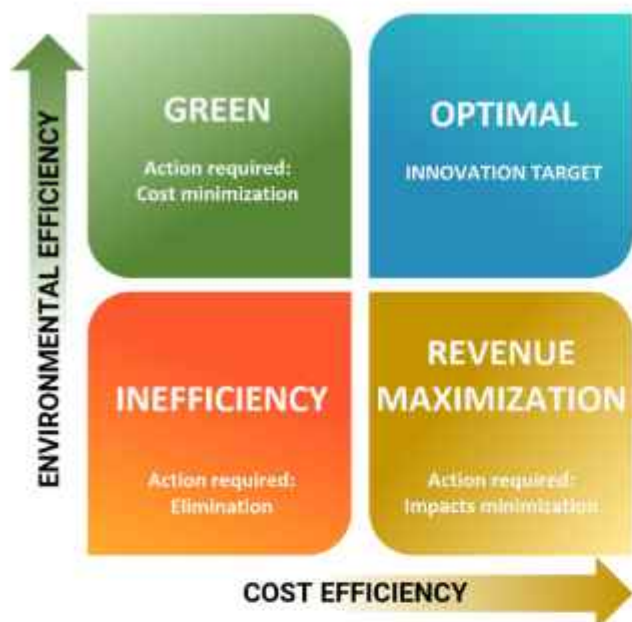 ENVIRONMENTAL EFFICIENCY
GREEN
Action required:
Cost minimization
OPTIMAL
INNOVATION TARGET
INEFFICIENCY
Action required:
Elimination
REVENUE
MAXIMIZATION
Action required:
Impacts minimization
COST EFFICIENCY